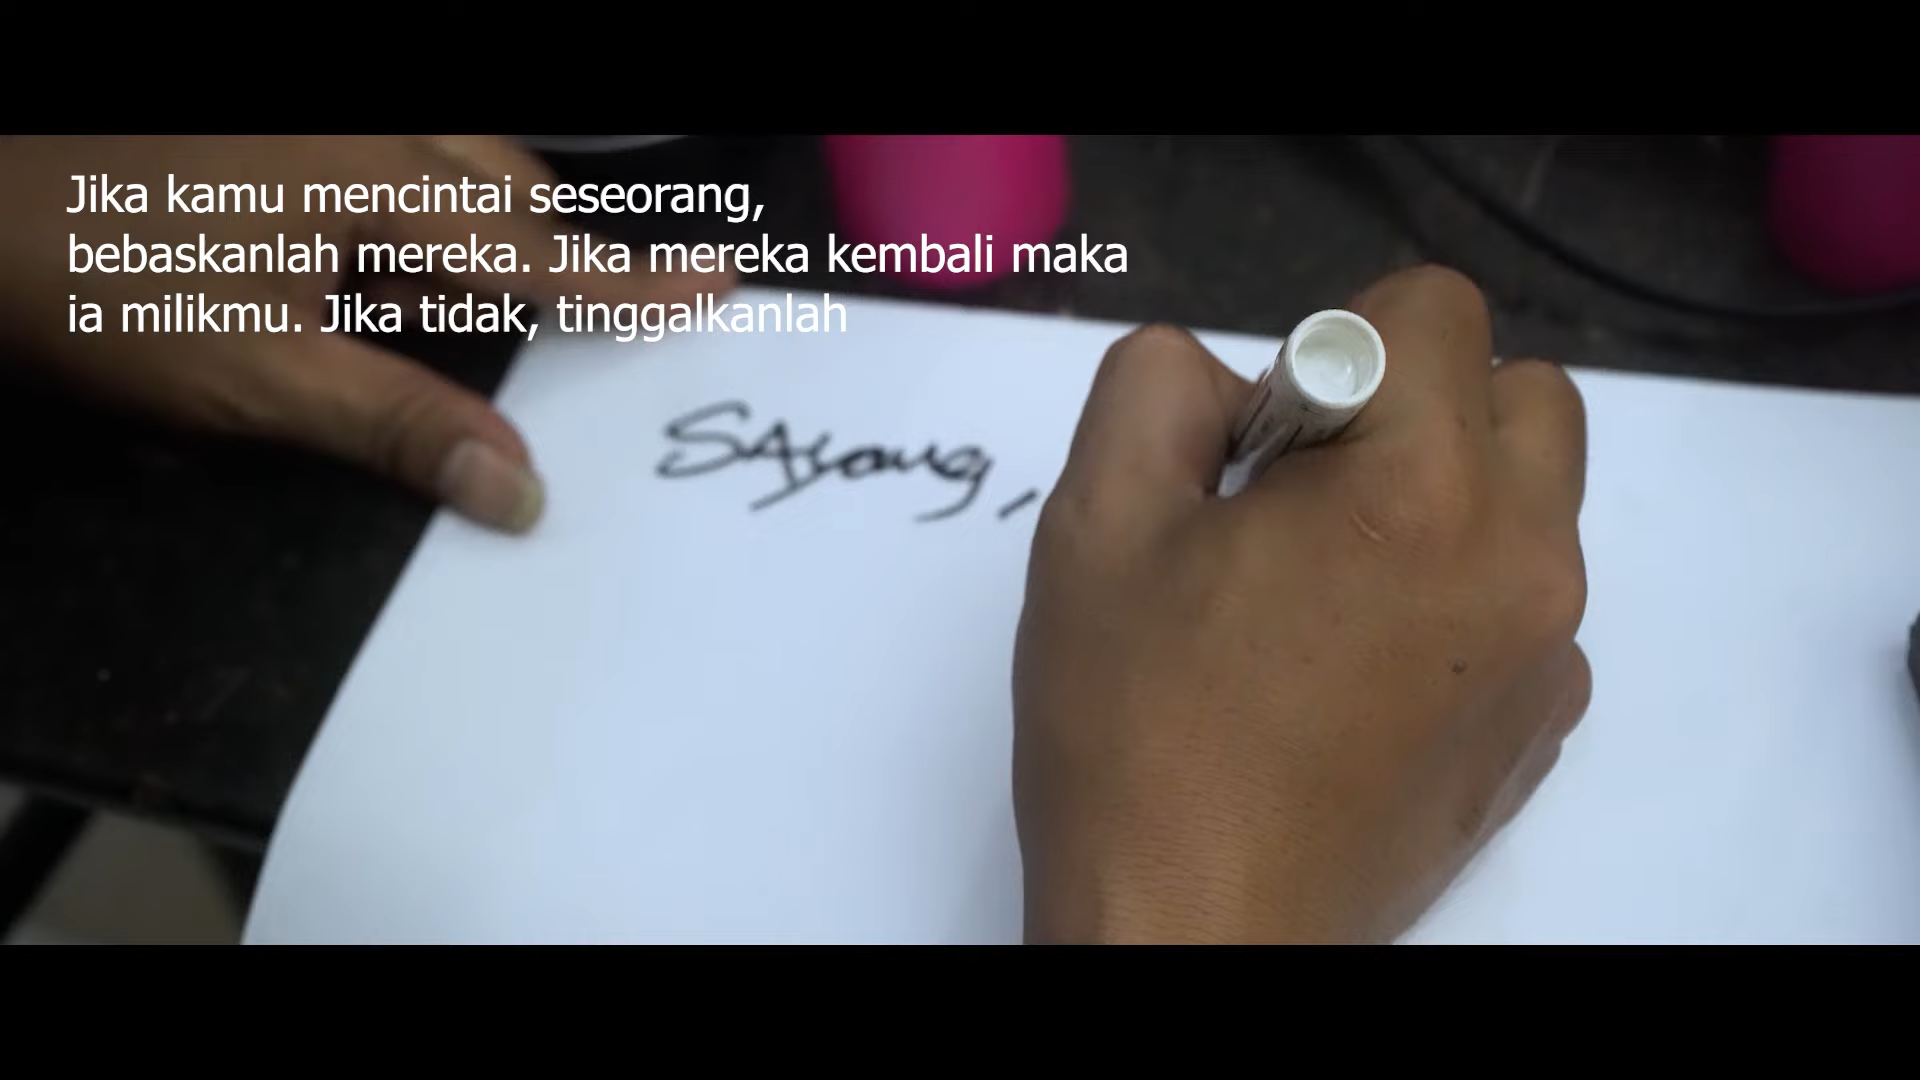 Jika kamu mencintai seseorang,
bebaskanlah mereka. Jika mereka kembali maka
ia milikmu. Jika tidak, tinggalkanlah
SAyang,